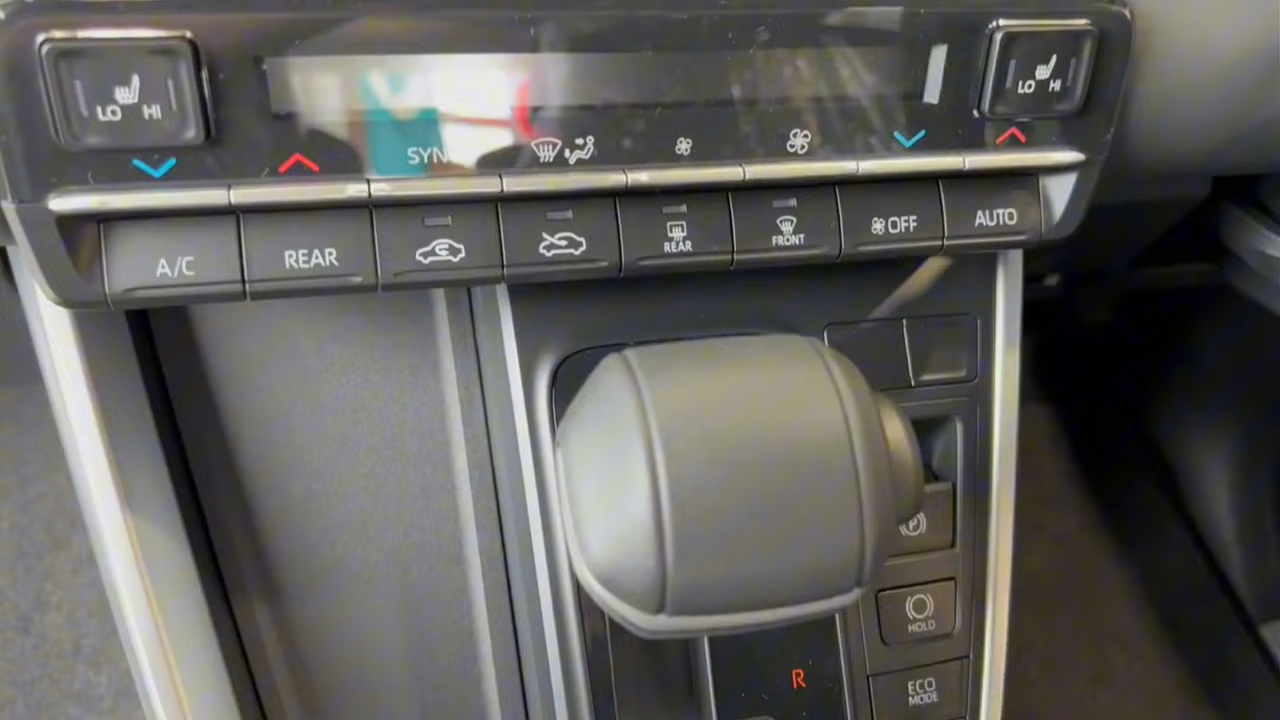 LO HI
LO HI
SYN
A/C
REAR
REAR
FRONT
OFF
AUTO
P
HOLD
R
ECO
MODE